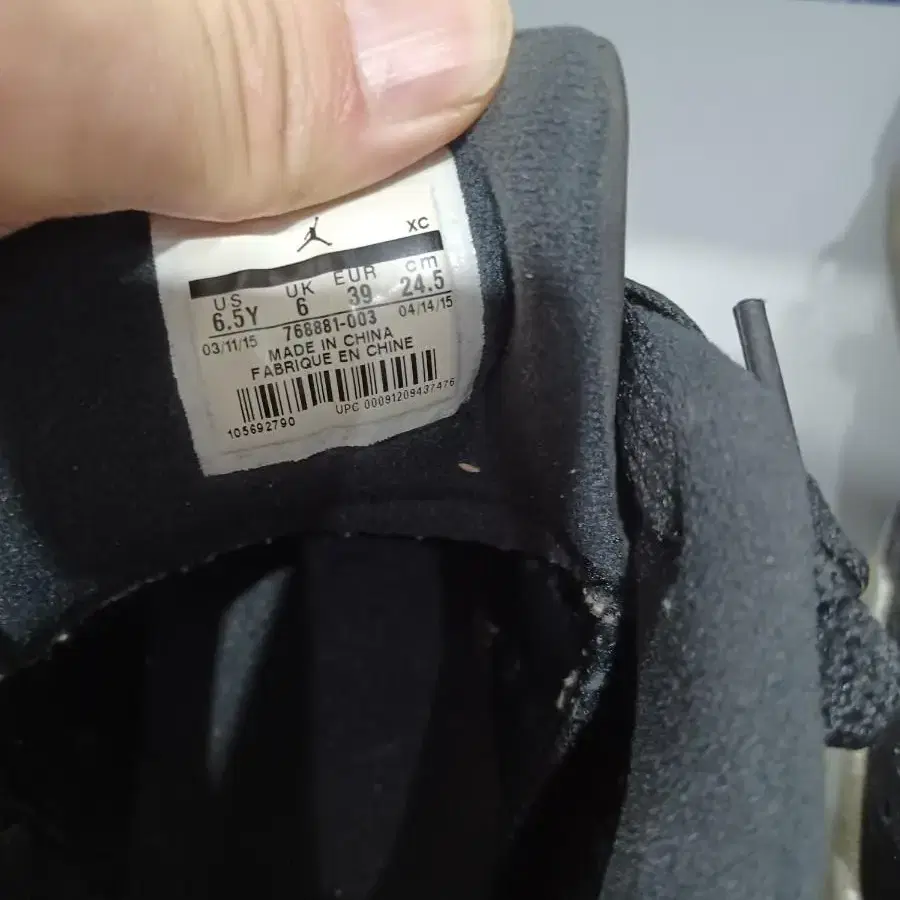 XC
US UK EUR cm
6.5Y 6 39 24.5
03/11/15 768881-003 04/14/15
MADE IN CHINA
FABRIQUE EN CHINE
UPC 00091209437476
105692790